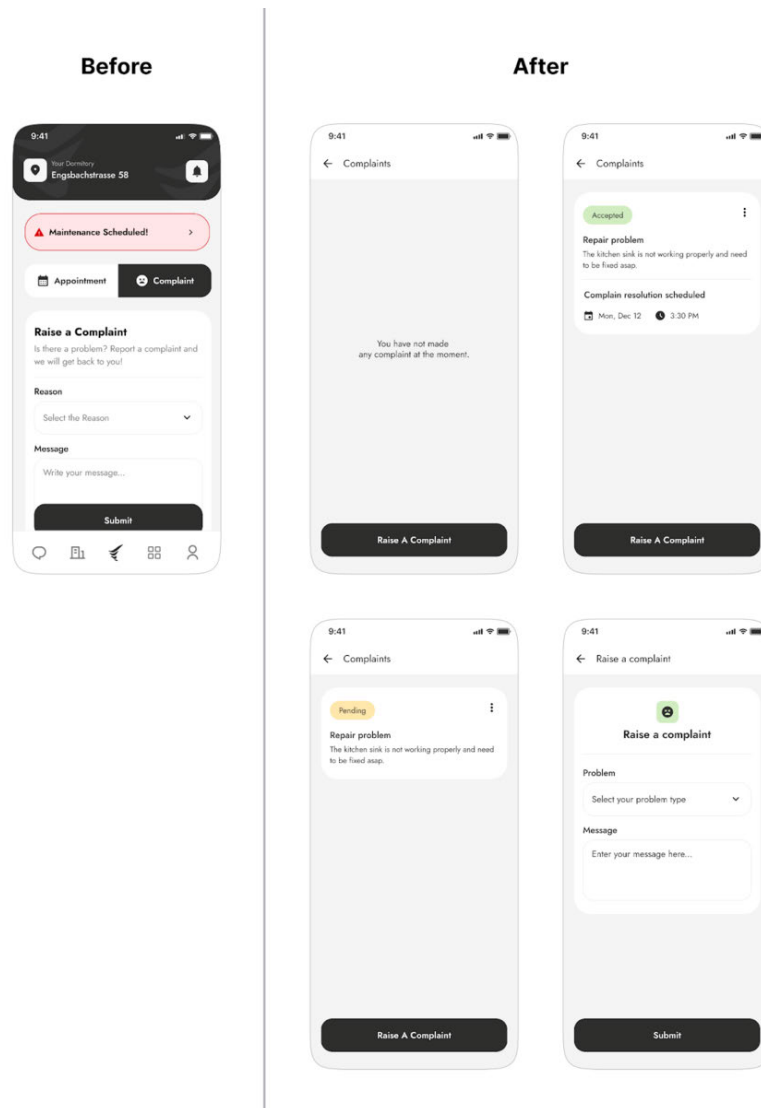 Before
After
9:41
Your Dormitory
Engsbachstrasse 58
Maintenance Scheduled!
Appointment
Complaint
Raise a Complaint
Is there a problem? Report a complaint and
we will get back to you!
Reason
Select the Reason
Message
Write your message...
Submit
9:41
Complaints
You have not made
any complaint at the moment.
Raise A Complaint
9:41
Complaints
Accepted
Repair problem
The kitchen sink is not working properly and need
to be fixed asap.
Complain resolution scheduled
Mon, Dec 12
3:30 PM
Raise A Complaint
9:41
Complaints
Pending
Repair problem
The kitchen sink is not working properly and need
to be fixed asap.
Raise A Complaint
9:41
Raise a complaint
Raise a complaint
Problem
Select your problem type
Message
Enter your message here...
Submit